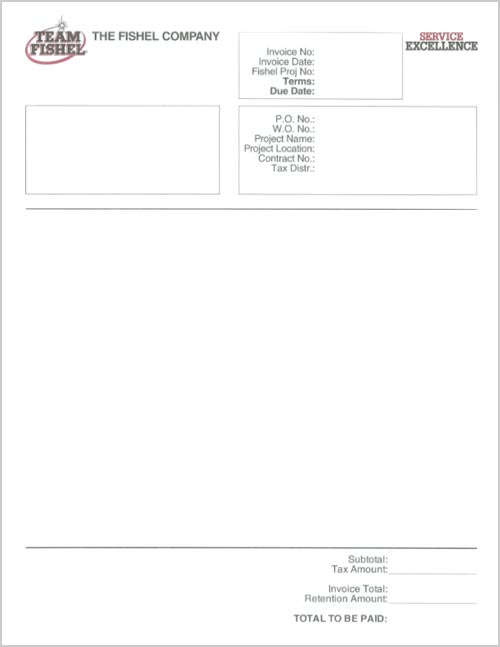 TEAM
FISHEL
THE FISHEL COMPANY
SERVICE
EXCELLENCE
Invoice No:
Invoice Date:
Fishel Proj No:
Terms:
Due Date:
P.O. No.:
W.O. No.:
Project Name:
Project Location:
Contract No.:
Tax Distr.:
Subtotal:
Tax Amount:
Invoice Total:
Retention Amount:
TOTAL TO BE PAID: